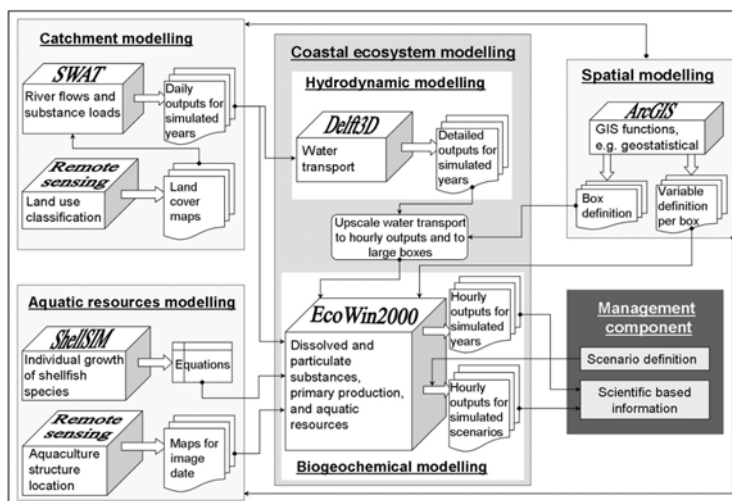 Catchment modelling
SWAT
River flows and
substance loads
Daily
outputs for
simulated
years
Remote
sensing
Land use
classification
Land
cover
maps
Coastal ecosystem modelling
Hydrodynamic modelling
Delft3D
Water
transport
Detailed
outputs for
simulated
years
Upscale water transport
to hourly outputs and to
large boxes
Spatial modelling
ArcGIS
GIS functions,
e.g. geostatistical
Box
definition
Variable
definition
per box
Aquatic resources modelling
ShellSIM
Individual growth
of shellfish
species
Equations
Remote
sensing
Aquaculture
structure
location
Maps for
image
date
EcoWin2000
Dissolved and
particulate
substances,
primary production,
and aquatic
resources
Hourly
outputs for
simulated
years
Hourly
outputs for
simulated
scenarios
Biogeochemical modelling
Management
component
Scenario definition
Scientific based
information